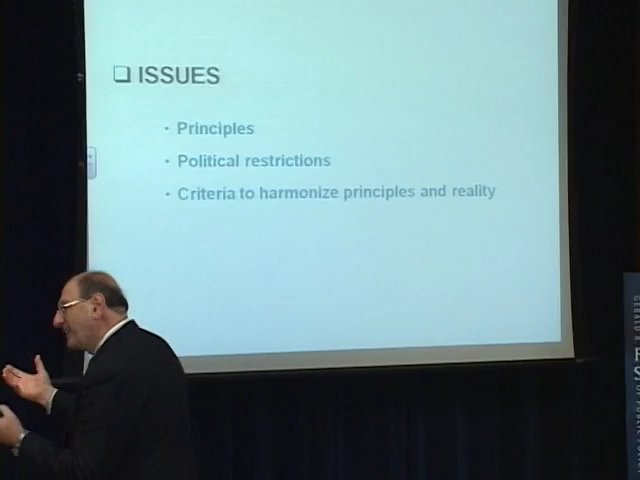 ❑ ISSUES
· Principles
· Political restrictions
· Criteria to harmonize principles and reality